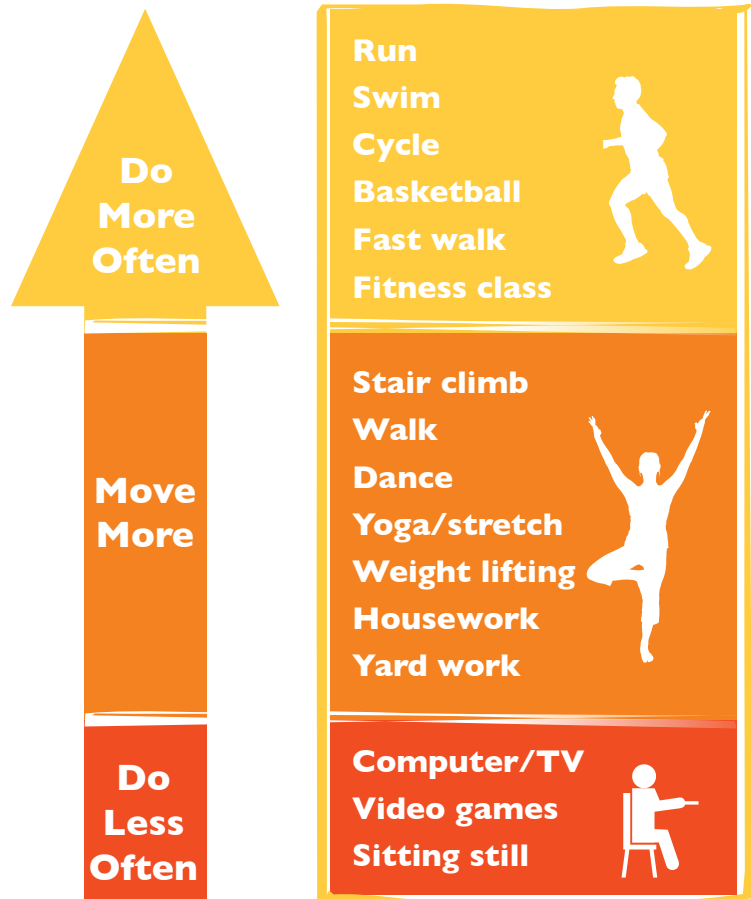 Do
More
Often
Run
Swim
Cycle
Basketball
Fast walk
Fitness class
Move
More
Stair climb
Walk
Dance
Yoga/stretch
Weight lifting
Housework
Yard work
Do
Less
Often
Computer/TV
Video games
Sitting still